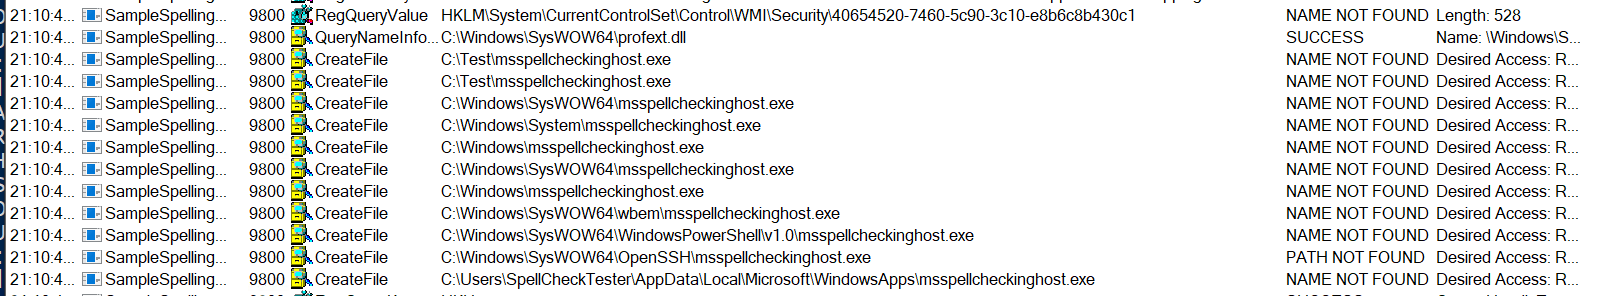 21:10:4... SampleSpelling... 9800 RegQueryValue HKLM\System\CurrentControlSet\Control\WMI\Security\40654520-7460-5c90-3c10-e8b6c8b430c1 NAME NOT FOUND Length: 528
21:10:4... SampleSpelling... 9800 QueryNameInfo... C:\Windows\SysWOW64\profext.dll SUCCESS Name: \Windows\S...
21:10:4... SampleSpelling... 9800 CreateFile C:\Test\msspellcheckinghost.exe NAME NOT FOUND Desired Access: R...
21:10:4... SampleSpelling... 9800 CreateFile C:\Test\msspellcheckinghost.exe NAME NOT FOUND Desired Access: R...
21:10:4... SampleSpelling... 9800 CreateFile C:\Windows\SysWOW64\msspellcheckinghost.exe NAME NOT FOUND Desired Access: R...
21:10:4... SampleSpelling... 9800 CreateFile C:\Windows\System\msspellcheckinghost.exe NAME NOT FOUND Desired Access: R...
21:10:4... SampleSpelling... 9800 CreateFile C:\Windows\msspellcheckinghost.exe NAME NOT FOUND Desired Access: R...
21:10:4... SampleSpelling... 9800 CreateFile C:\Windows\SysWOW64\msspellcheckinghost.exe NAME NOT FOUND Desired Access: R...
21:10:4... SampleSpelling... 9800 CreateFile C:\Windows\msspellcheckinghost.exe NAME NOT FOUND Desired Access: R...
21:10:4... SampleSpelling... 9800 CreateFile C:\Windows\SysWOW64\wbem\msspellcheckinghost.exe NAME NOT FOUND Desired Access: R...
21:10:4... SampleSpelling... 9800 CreateFile C:\Windows\SysWOW64\WindowsPowerShell\v1.0\msspellcheckinghost.exe NAME NOT FOUND Desired Access: R...
21:10:4... SampleSpelling... 9800 CreateFile C:\Windows\SysWOW64\OpenSSH\msspellcheckinghost.exe PATH NOT FOUND Desired Access: R...
21:10:4... SampleSpelling... 9800 CreateFile C:\Users\SpellCheckTester\AppData\Local\Microsoft\WindowsApps\msspellcheckinghost.exe NAME NOT FOUND Desired Access: R...